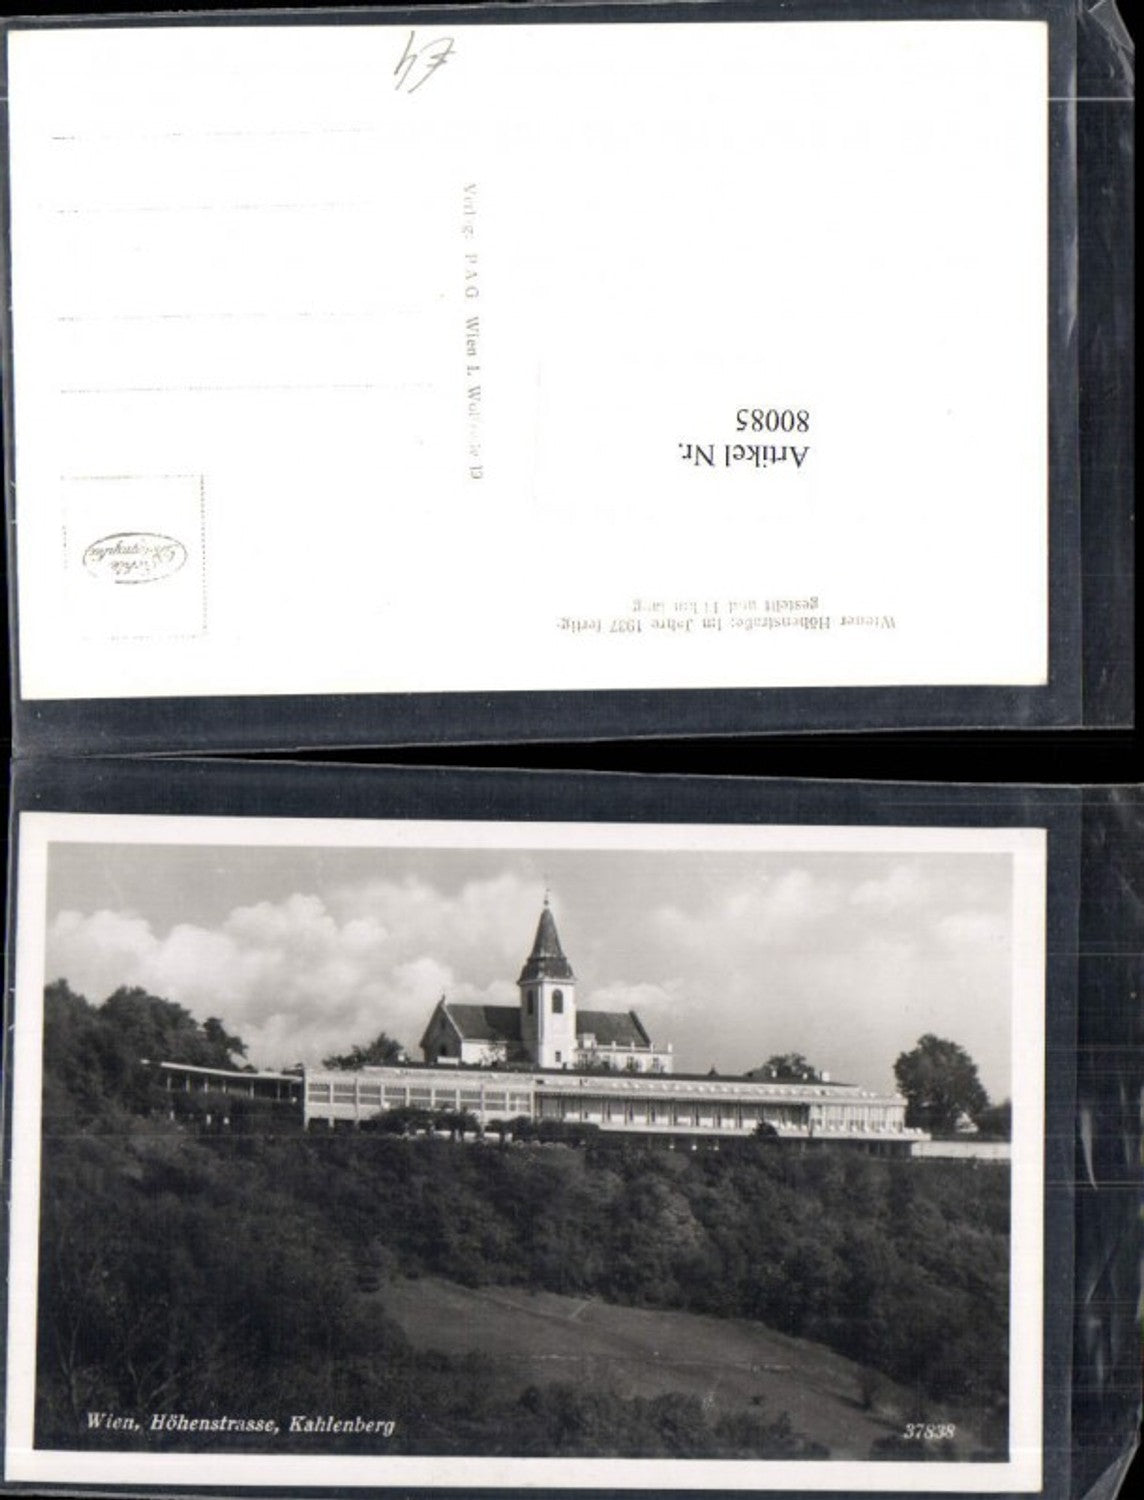 €4
Verlag: PAG Wien I. Wollzeile 19
Artikel Nr.
80085
Wiener Höhenstraße: Im Jahre 1937 fertig-
gestellt und 11 km lang
Wien, Höhenstrasse, Kahlenberg
37838